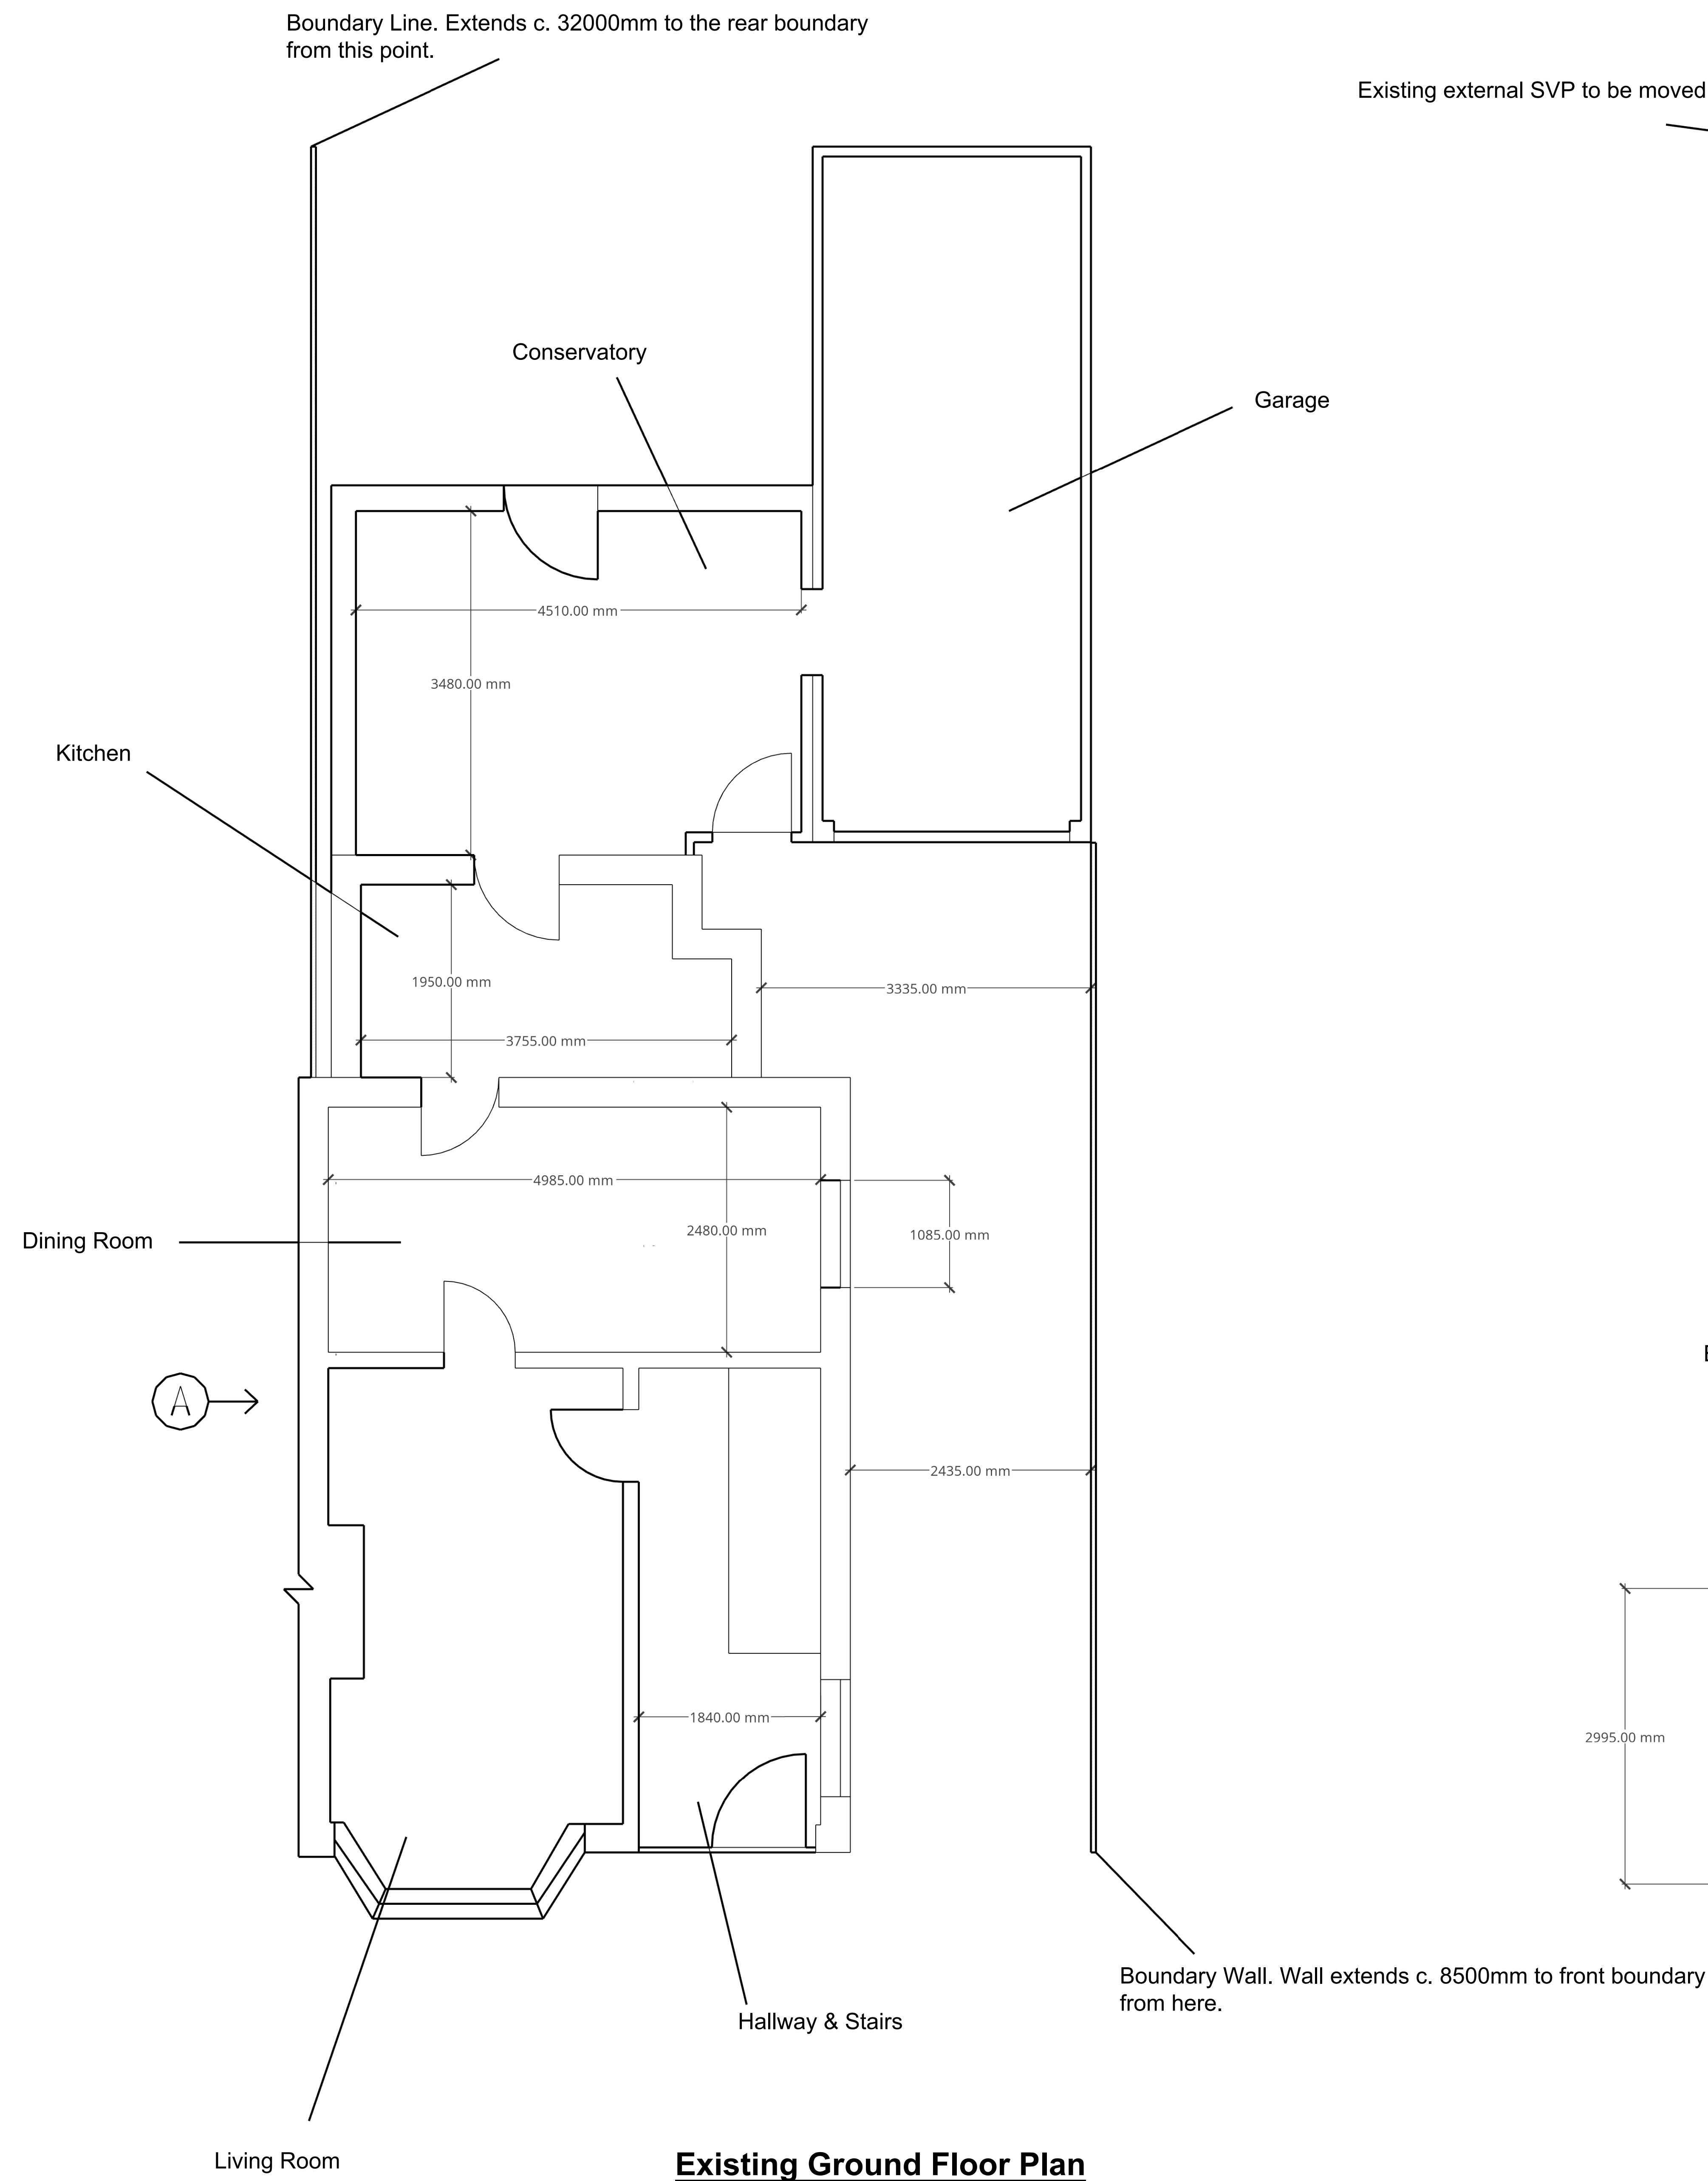 Boundary Line. Extends c. 32000mm to the rear boundary
from this point.
Existing external SVP to be moved
Conservatory
Garage
4510.00 mm
3480.00 mm
Kitchen
1950.00 mm
3335.00 mm
3755.00 mm
4985.00 mm
2480.00 mm
1085.00 mm
Dining Room
A
2435.00 mm
1840.00 mm
2995.00 mm
Boundary Wall. Wall extends c. 8500mm to front boundary
from here.
Hallway & Stairs
Living Room
Existing Ground Floor Plan